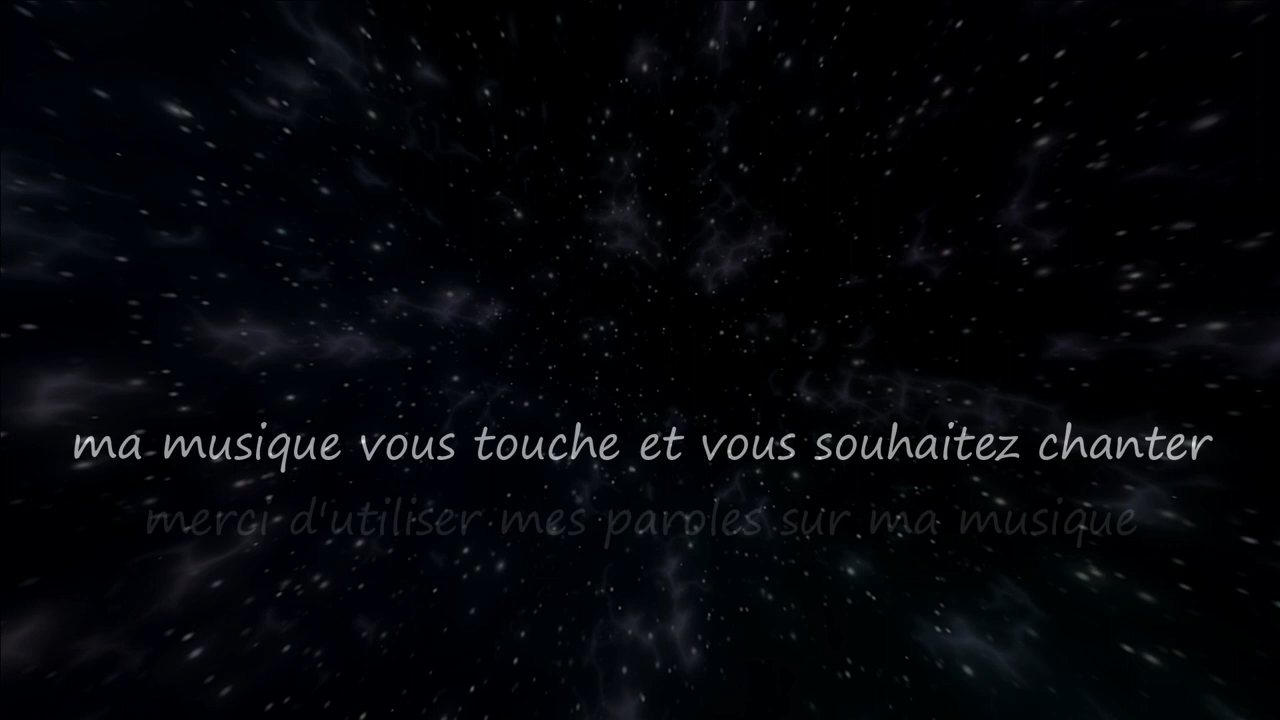 ma musique vous touche et vous souhaitez chanter
merci d'utiliser mes paroles sur ma musique